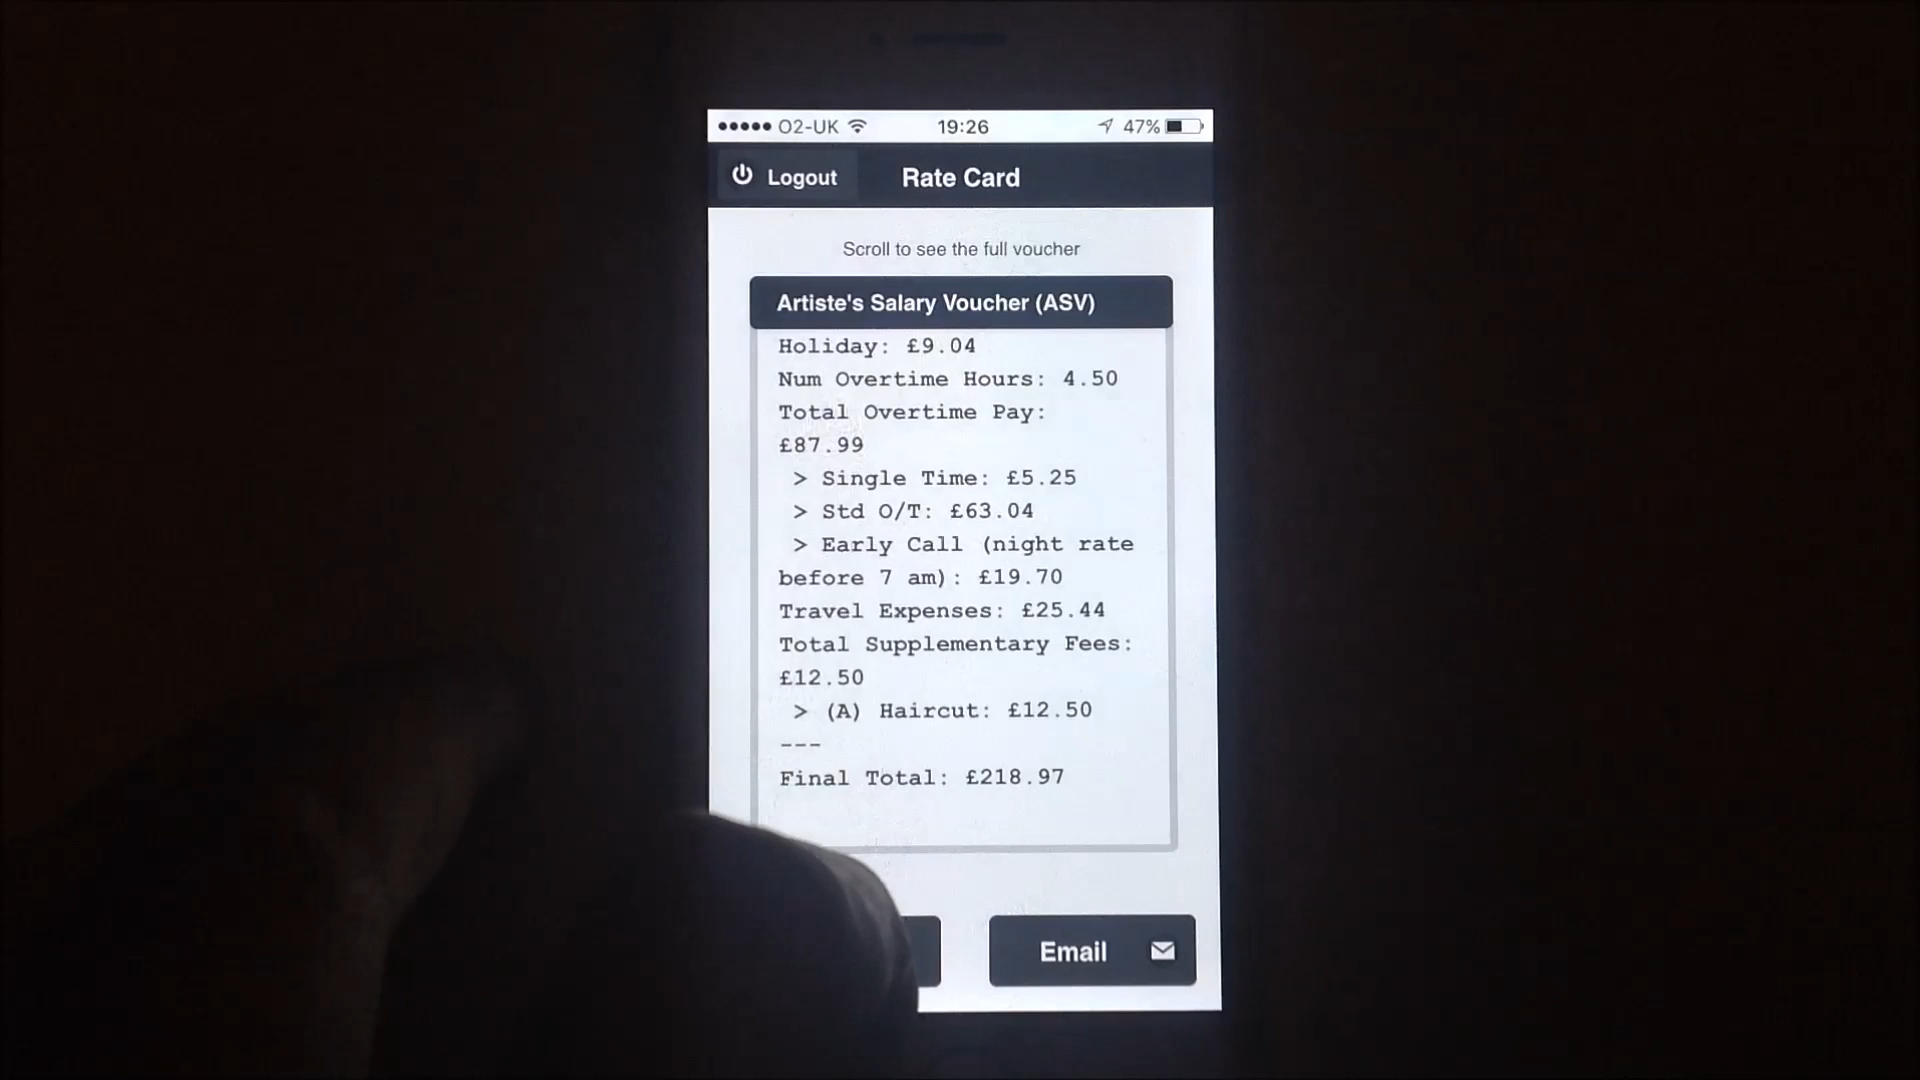 O2-UK 19:26 47%
Logout Rate Card
Scroll to see the full voucher
Artiste's Salary Voucher (ASV)
Holiday: £9.04
Num Overtime Hours: 4.50
Total Overtime Pay:
£87.99
> Single Time: £5.25
> Std O/T: £63.04
> Early Call (night rate
before 7 am): £19.70
Travel Expenses: £25.44
Total Supplementary Fees:
£12.50
> (A) Haircut: £12.50
---
Final Total: £218.97
Email